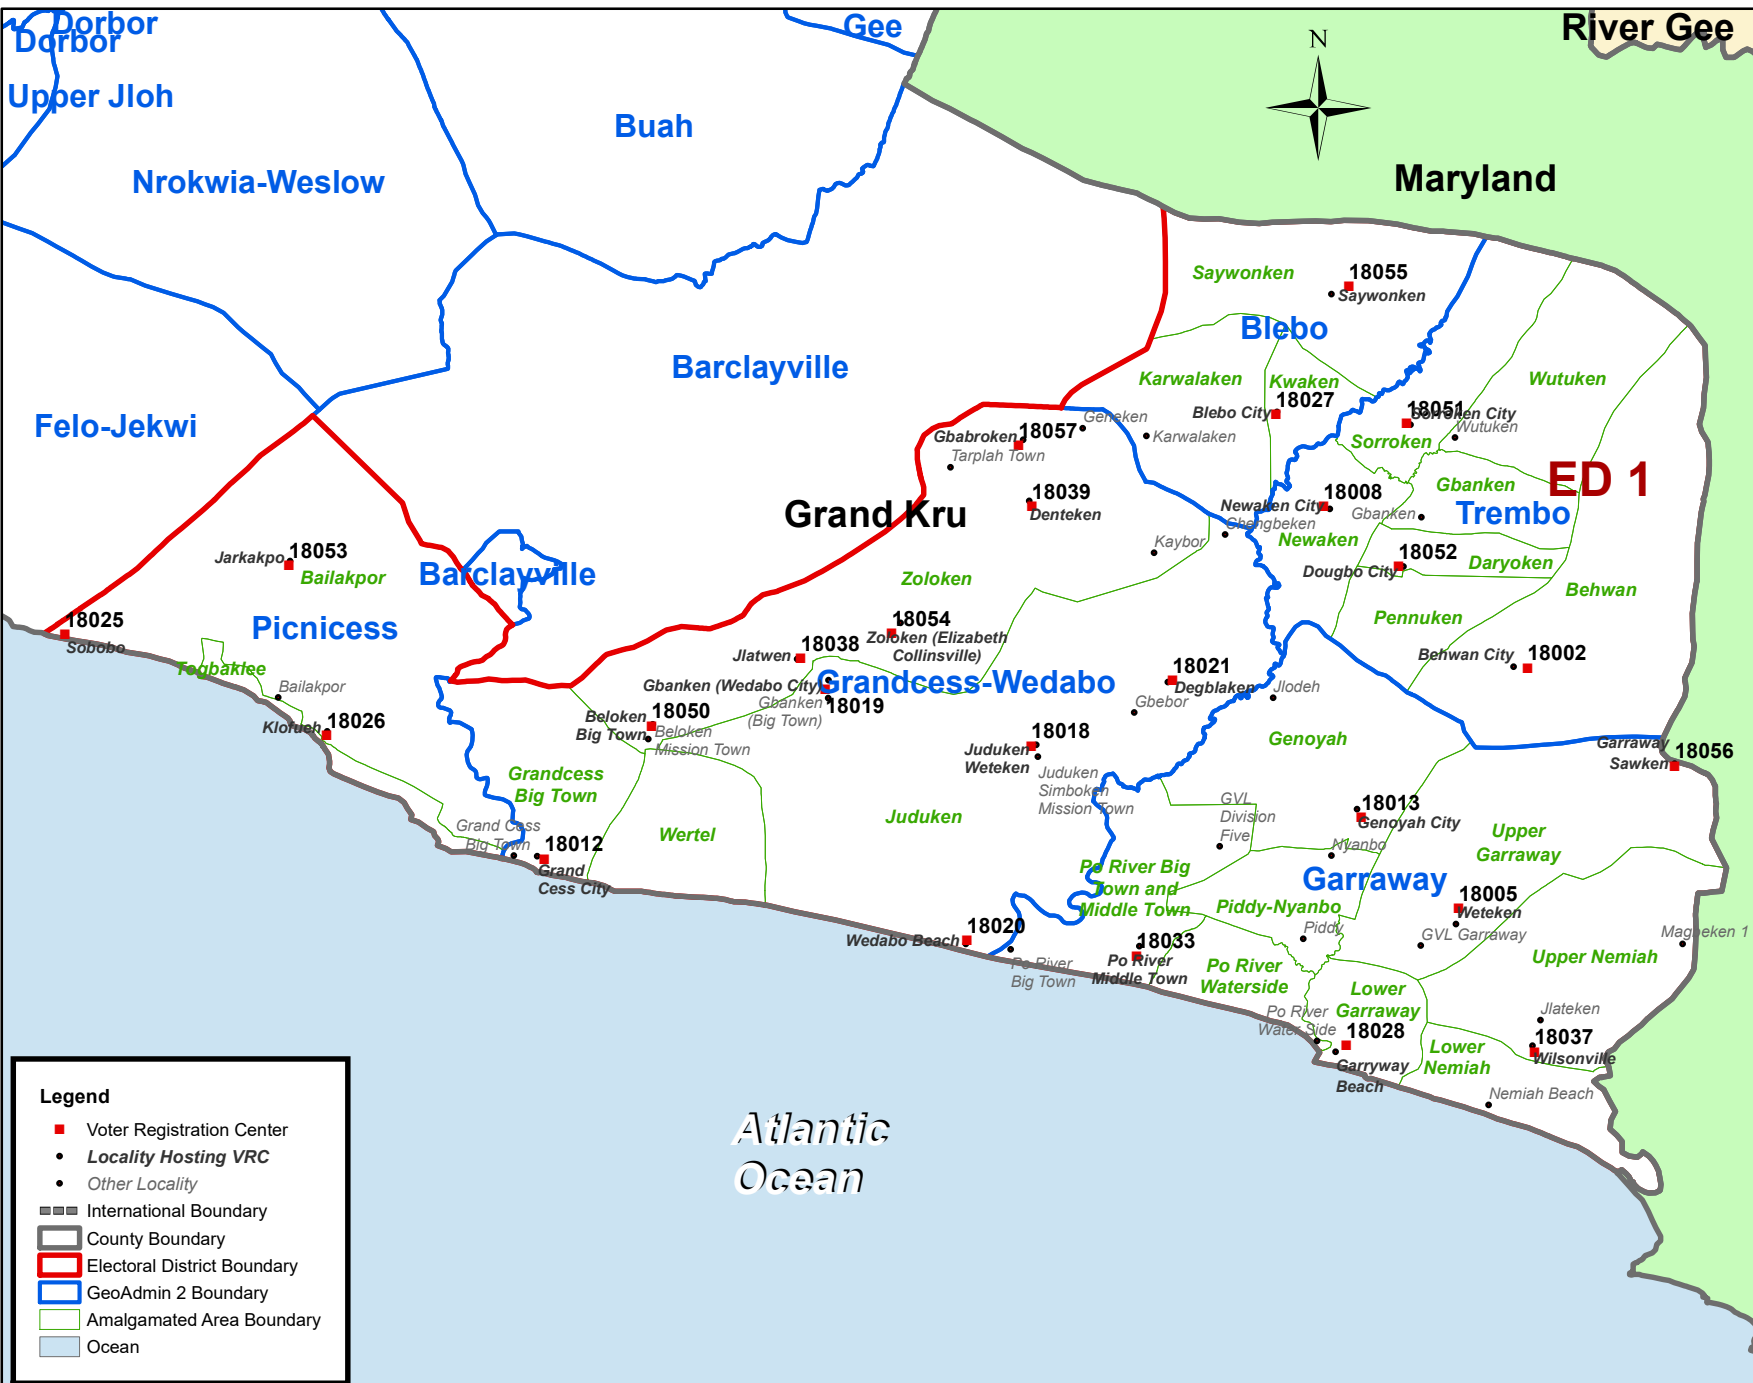 Dorbor
Dorbor
Gee
River Gee
N
Upper Jloh
Buah
Nrokwia-Weslow
Maryland
Saywonken
18055
Saywonken
Blebo
Barclayville
Karwalaken
Kwaken
Wutuken
Blebo City
18027
18051
Sorroken City
Wutuken
Felo-Jekwi
Geneken
Gbabroken
18057
Tarplah Town
Karwalaken
Sorroken
ED 1
Gbanken
Grand Kru
18039
Denteken
18008
Newaken City
Ghengbeken
Gbanken
Trembo
Newaken
Kaybor
18053
Jarkakpo
Bailakpor
Barclayville
Zoloken
18052
Dougbo City
Daryoken
Behwan
18025
Sobobo
Picnicess
18054
Zoloken (Elizabeth
Collinsville)
Pennuken
18038
Jlatwen
Behwan City
18002
Togbaklee
Bailakpor
Gbanken (Wedabo City)
Grandcess-Wedabo
Gbanken
(Big Town)
18019
18021
Degblaken
Jlodeh
Gbebor
Klofueh
18026
Beloken
Big Town
18050
Beloken
Mission Town
18018
Juduken
Weteken
Juduken
Simboken
Mission Town
Genoyah
Garraway
Sawken
18056
Grandcess
Big Town
Grand Cess
Big Town
18012
Grand
Cess City
Wertel
Juduken
GVL
Division
Five
18013
Genoyah City
Nyanbo
Upper
Garraway
Po River Big
Town and
Middle Town
Garraway
Piddy-Nyanbo
18005
Weteken
Piddy
GVL Garraway
Magbeken 1
Wedabo Beach
18020
Po River
Big Town
18033
Po River
Middle Town
Po River
Waterside
Upper Nemiah
Lower
Garraway
Po River
Water Side
18028
Garryway
Beach
Lower
Nemiah
Jlateken
18037
Wilsonville
Nemiah Beach
Atlantic
Ocean
Legend
Voter Registration Center
Locality Hosting VRC
Other Locality
International Boundary
County Boundary
Electoral District Boundary
GeoAdmin 2 Boundary
Amalgamated Area Boundary
Ocean